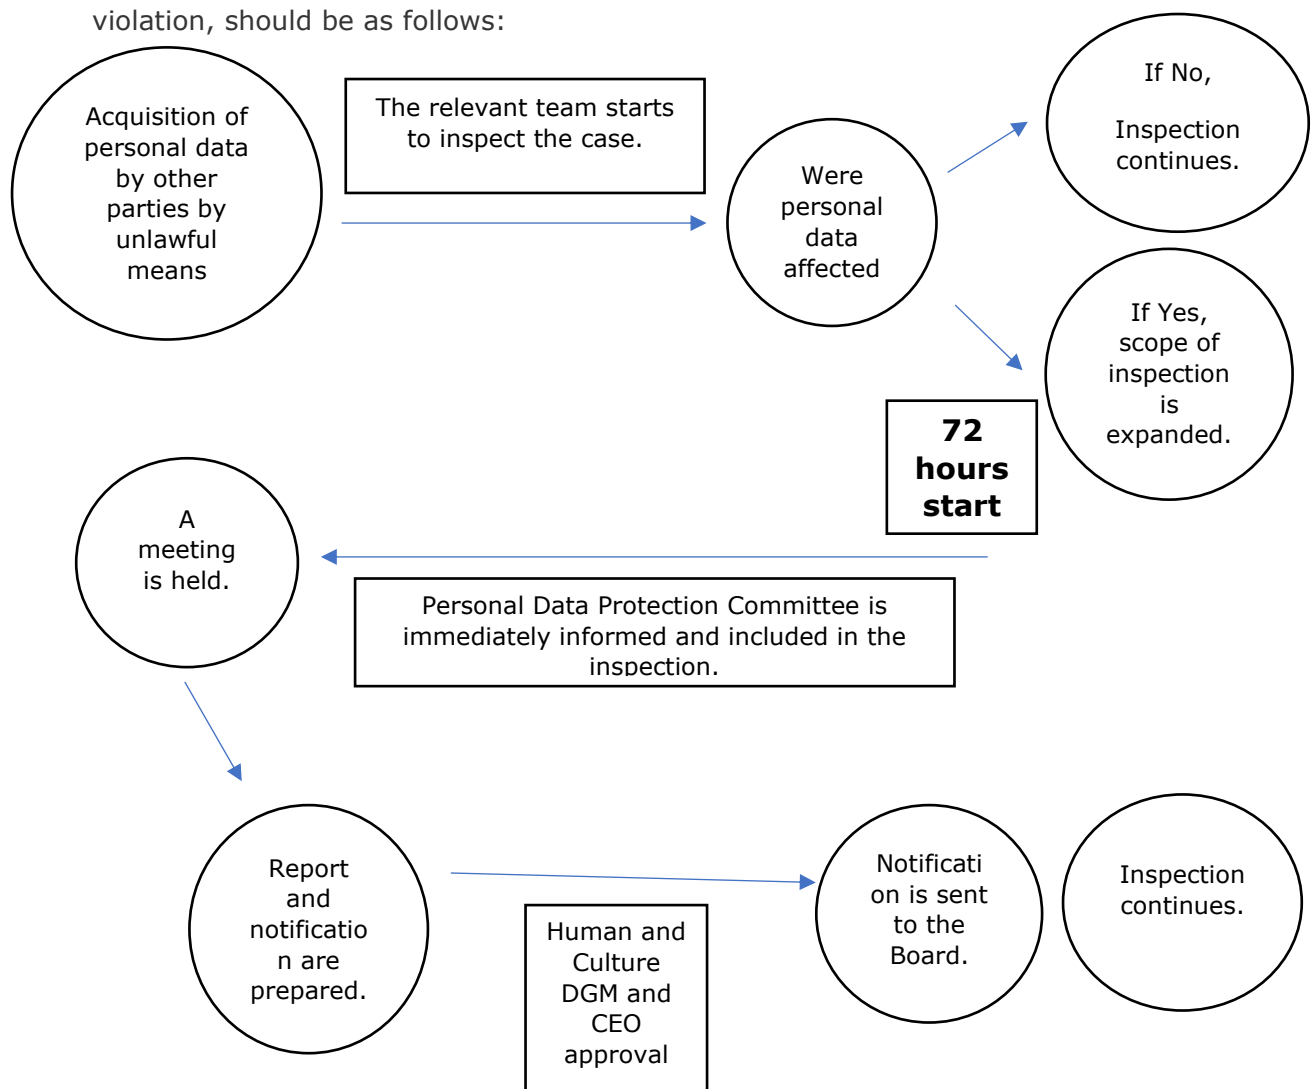 violation, should be as follows:
Acquisition of
personal data
by other
parties by
unlawful
means
The relevant team starts
to inspect the case.
Were
personal
data
affected
If No,
Inspection
continues.
If Yes,
scope of
inspection
is
expanded.
72
hours
start
A
meeting
is held.
Personal Data Protection Committee is
immediately informed and included in the
inspection.
Report
and
notificatio
n are
prepared.
Human and
Culture
DGM and
CEO
approval
Notificati
on is sent
to the
Board.
Inspection
continues.